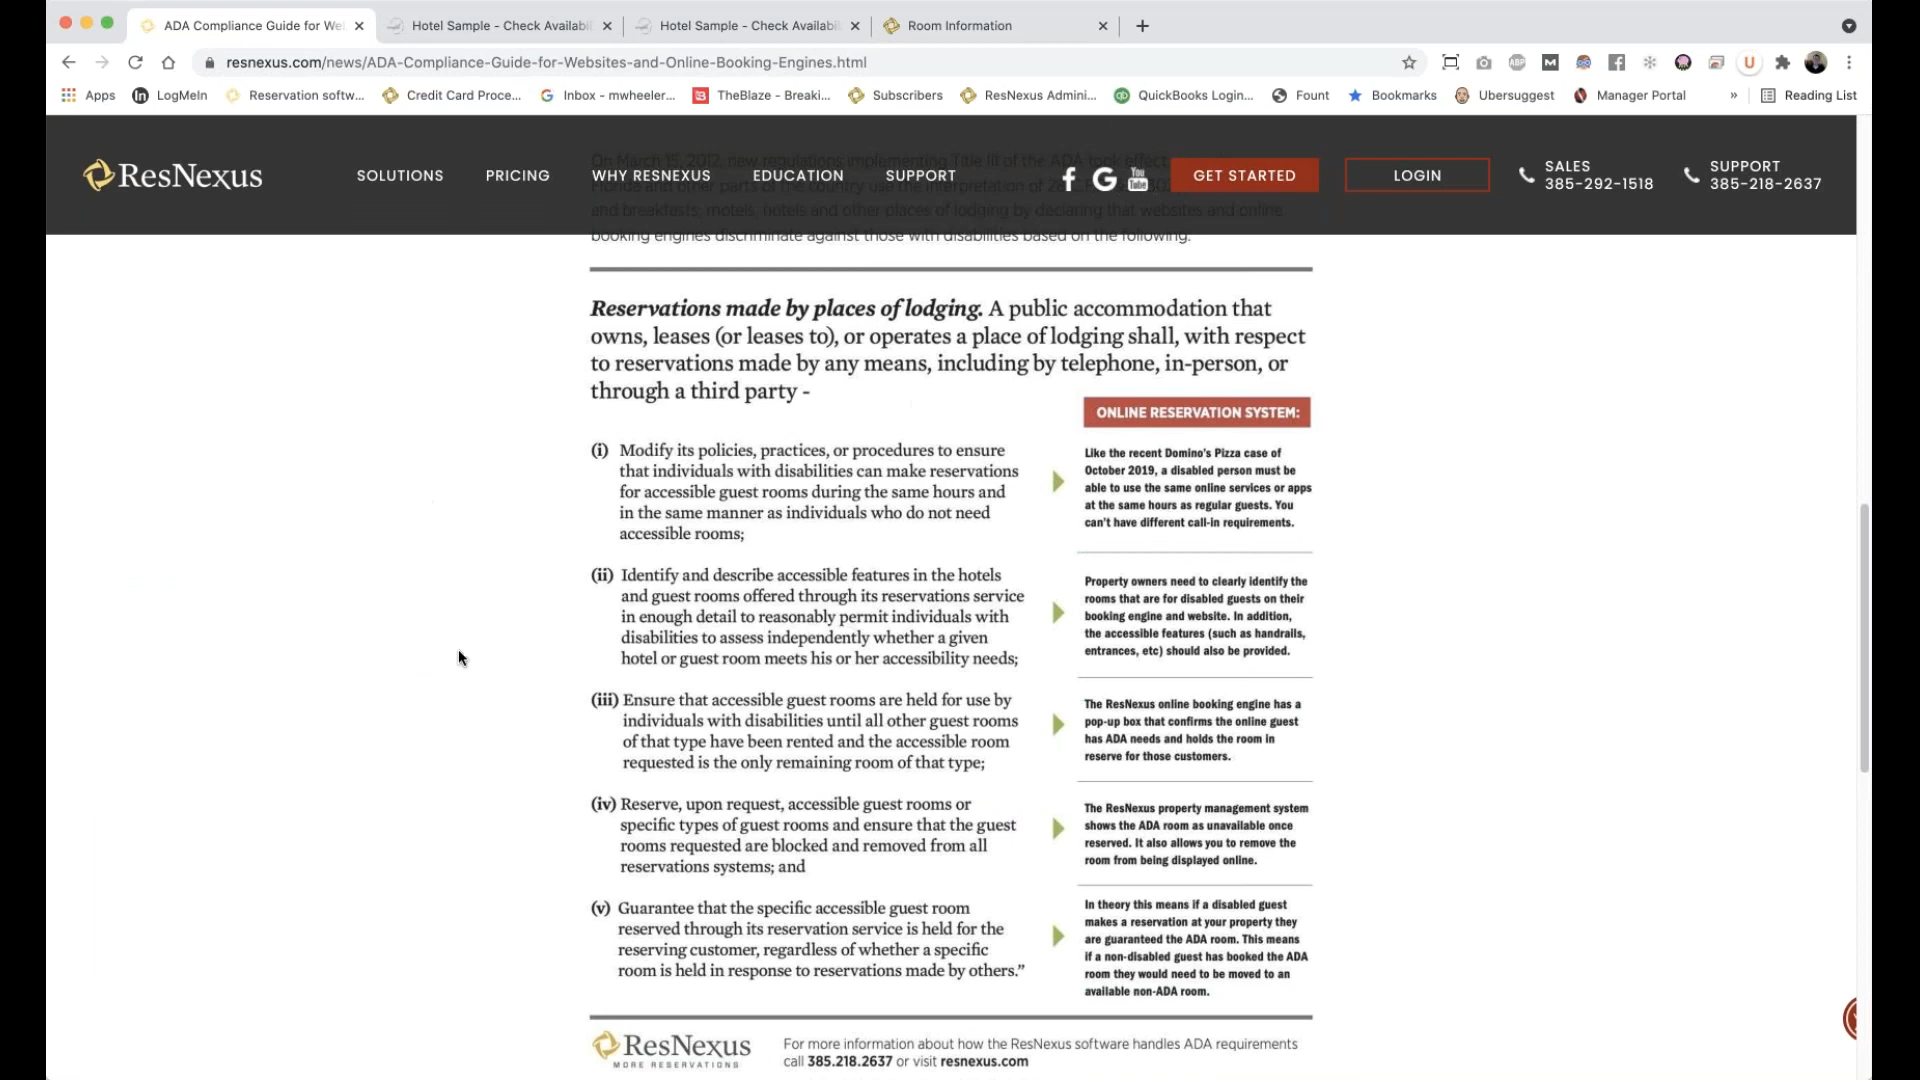 ADA Compliance Guide for We
Hotel Sample - Check Availabi
Hotel Sample - Check Availabi
Room Information
resnexus.com/news/ADA-Compliance-Guide-for-Websites-and-Online-Booking-Engines.html
ABP
M
U
Apps
LogMeIn
Reservation softw...
Credit Card Proce...
Inbox - mwheeler...
TheBlaze - Breaki...
Subscribers
ResNexus Admini...
QuickBooks Login...
Fount
Bookmarks
Ubersuggest
Manager Portal
»
Reading List
ResNexus
SOLUTIONS
PRICING
WHY RESNEXUS
EDUCATION
SUPPORT
GET STARTED
LOGIN
SALES
385-292-1518
SUPPORT
385-218-2637
On March 15, 2012, new regulations implementing Title III of the ADA took effect.
Florida and other parts of the country use the interpretation of 28 C.F.
and breakfasts, motels, hotels and other places of lodging by declaring that websites and online
booking engines discriminate against those with disabilities based on the following:
Reservations made by places of lodging. A public accommodation that
owns, leases (or leases to), or operates a place of lodging shall, with respect
to reservations made by any means, including by telephone, in-person, or
through a third party -
ONLINE RESERVATION SYSTEM:
(i) Modify its policies, practices, or procedures to ensure
that individuals with disabilities can make reservations
for accessible guest rooms during the same hours and
in the same manner as individuals who do not need
accessible rooms;
Like the recent Domino's Pizza case of
October 2019, a disabled person must be
able to use the same online services or apps
at the same hours as regular guests. You
can't have different call-in requirements.
(ii) Identify and describe accessible features in the hotels
and guest rooms offered through its reservations service
in enough detail to reasonably permit individuals with
disabilities to assess independently whether a given
hotel or guest room meets his or her accessibility needs;
Property owners need to clearly identify the
rooms that are for disabled guests on their
booking engine and website. In addition,
the accessible features (such as handrails,
entrances, etc) should also be provided.
(iii) Ensure that accessible guest rooms are held for use by
individuals with disabilities until all other guest rooms
of that type have been rented and the accessible room
requested is the only remaining room of that type;
The ResNexus online booking engine has a
pop-up box that confirms the online guest
has ADA needs and holds the room in
reserve for those customers.
(iv) Reserve, upon request, accessible guest rooms or
specific types of guest rooms and ensure that the guest
rooms requested are blocked and removed from all
reservations systems; and
The ResNexus property management system
shows the ADA room as unavailable once
reserved. It also allows you to remove the
room from being displayed online.
(v) Guarantee that the specific accessible guest room
reserved through its reservation service is held for the
reserving customer, regardless of whether a specific
room is held in response to reservations made by others.”
In theory this means if a disabled guest
makes a reservation at your property they
are guaranteed the ADA room. This means
if a non-disabled guest has booked the ADA
room they would need to be moved to an
available non-ADA room.
ResNexus
MORE RESERVATIONS
For more information about how the ResNexus software handles ADA requirements
call 385.218.2637 or visit resnexus.com